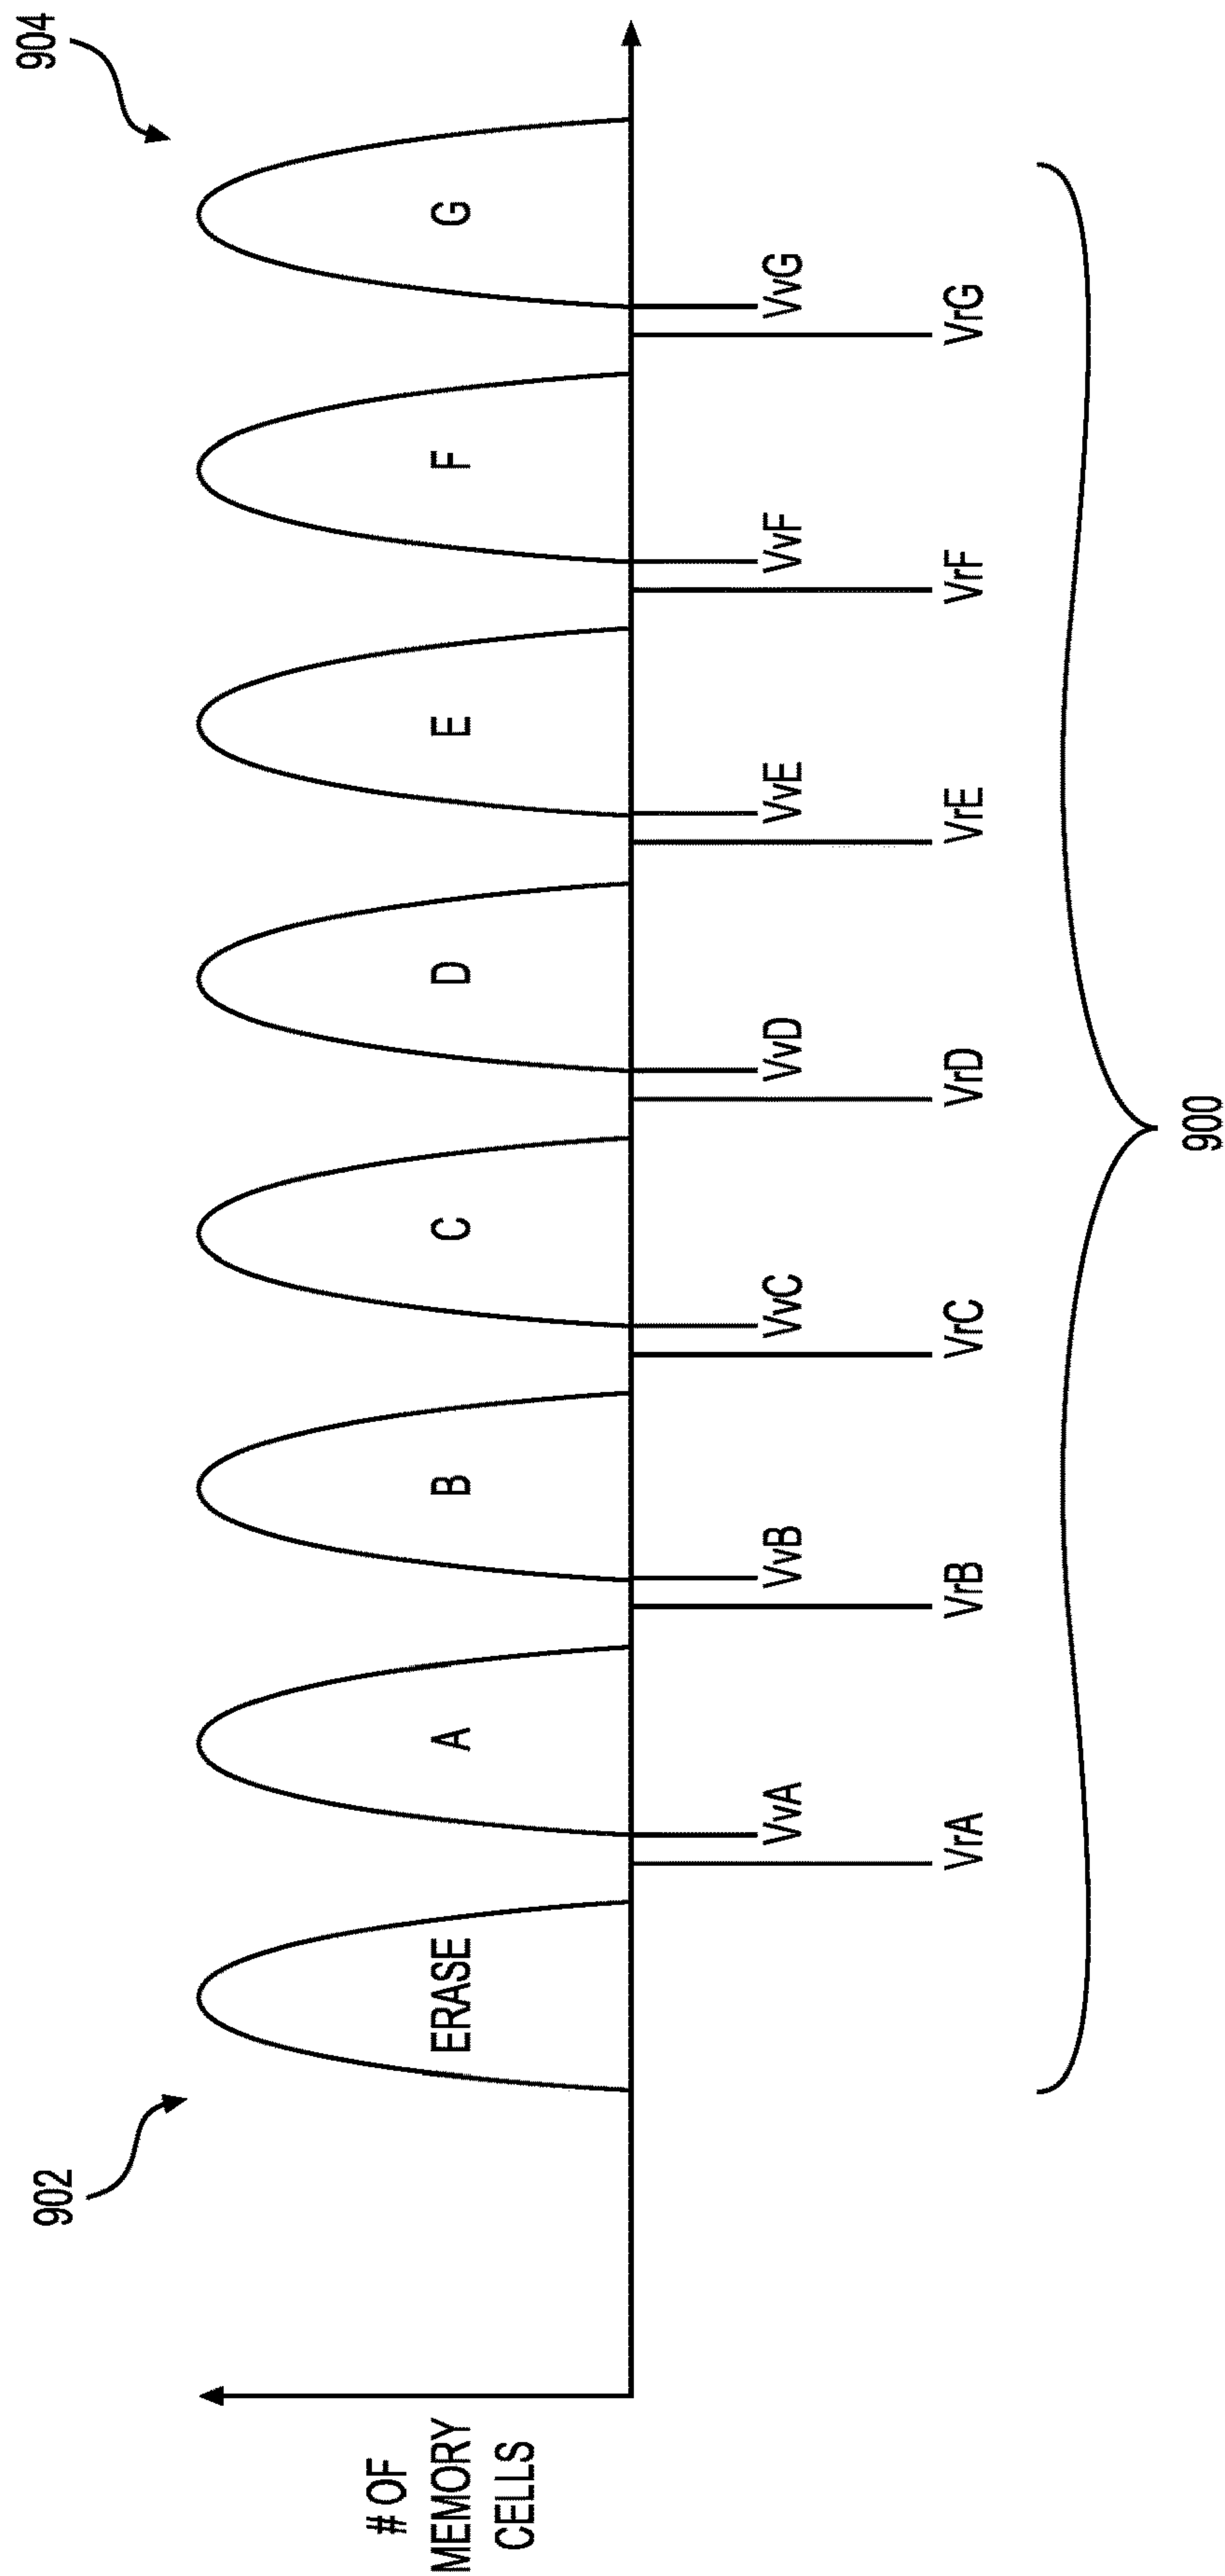 902
904
# OF
MEMORY
CELLS
ERASE
A
B
C
D
E
F
G
VvA
VvB
VvC
VvD
VvE
VvF
VvG
VrA
VrB
VrC
VrD
VrE
VrF
VrG
900